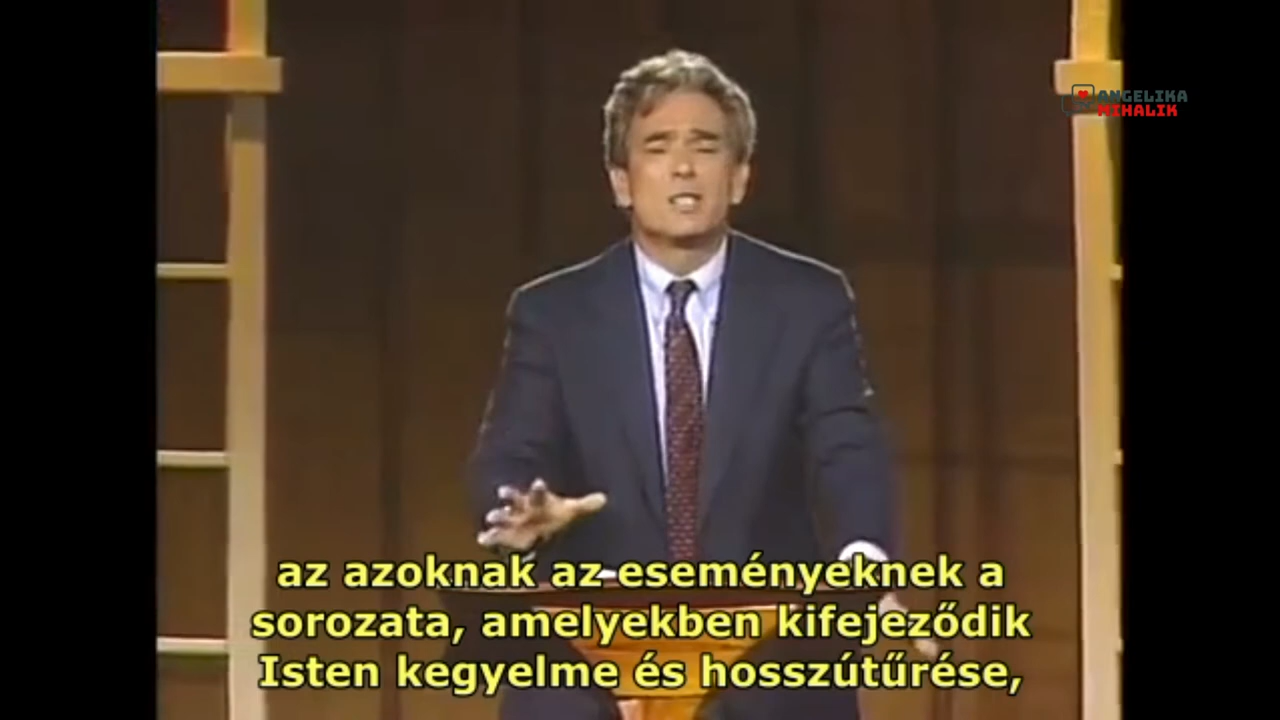 ANGELIKA
MIHALIK
az azoknak az eseményeknek a
sorozata, amelyekben kifejeződik
Isten kegyelme és hosszútűrése,